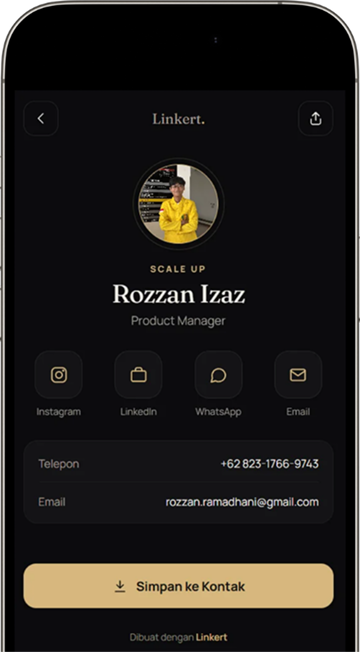 Linkert.
SCALE UP
Rozzan Izaz
Product Manager
Instagram LinkedIn WhatsApp Email
Telepon +62 823-1766-9743
Email rozzan.ramadhani@gmail.com
Simpan ke Kontak
Dibuat dengan Linkert